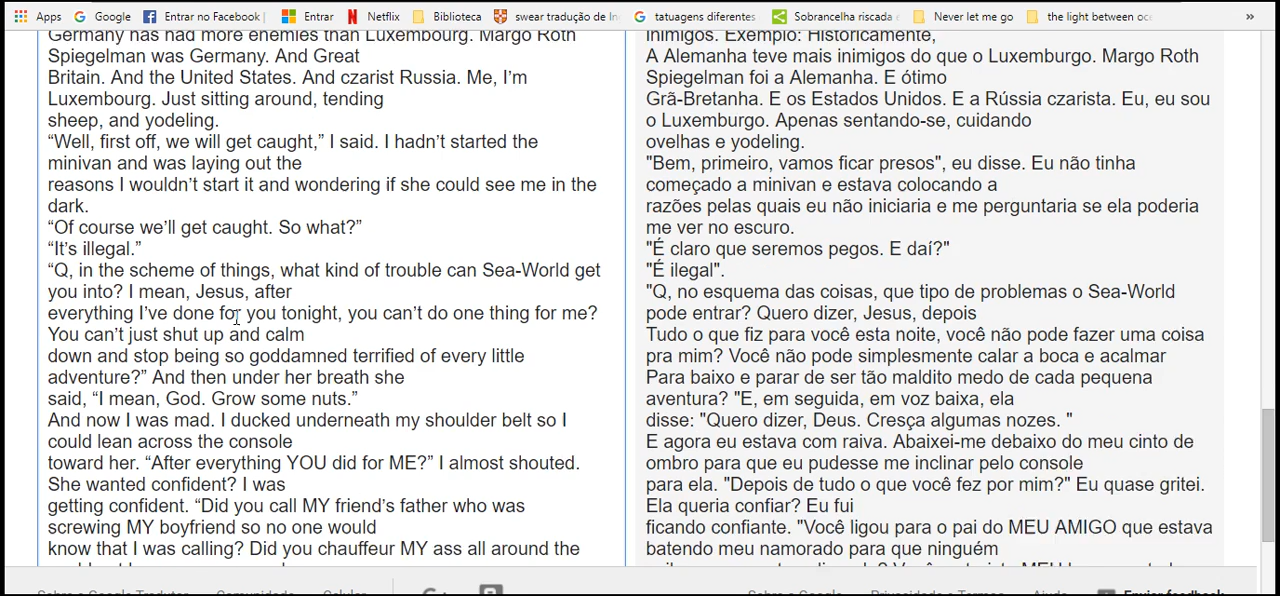 Apps Google Entrar no Facebook Entrar Netflix Biblioteca swear tradução de In tatuagens diferentes Sobrancelha riscada Never let me go the light between oce »
Germany has had more enemies than Luxembourg. Margo Roth
Spiegelman was Germany. And Great
Britain. And the United States. And czarist Russia. Me, I'm
Luxembourg. Just sitting around, tending
sheep, and yodeling.
“Well, first off, we will get caught,” I said. I hadn’t started the
minivan and was laying out the
reasons I wouldn’t start it and wondering if she could see me in the
dark.
“Of course we’ll get caught. So what?”
“It’s illegal.”
“Q, in the scheme of things, what kind of trouble can Sea-World get
you into? I mean, Jesus, after
everything I’ve done for you tonight, you can’t do one thing for me?
You can’t just shut up and calm
down and stop being so goddamned terrified of every little
adventure?” And then under her breath she
said, “I mean, God. Grow some nuts.”
And now I was mad. I ducked underneath my shoulder belt so I
could lean across the console
toward her. “After everything YOU did for ME?” I almost shouted.
She wanted confident? I was
getting confident. “Did you call MY friend’s father who was
screwing MY boyfriend so no one would
know that I was calling? Did you chauffeur MY ass all around the
inimigos. Exemplo: Historicamente,
A Alemanha teve mais inimigos do que o Luxemburgo. Margo Roth
Spiegelman foi a Alemanha. E ótimo
Grã-Bretanha. E os Estados Unidos. E a Rússia czarista. Eu, eu sou
o Luxemburgo. Apenas sentando-se, cuidando
ovelhas e yodeling.
"Bem, primeiro, vamos ficar presos", eu disse. Eu não tinha
começado a minivan e estava colocando a
razões pelas quais eu não iniciaria e me perguntaria se ela poderia
me ver no escuro.
"É claro que seremos pegos. E daí?"
"É ilegal".
"Q, no esquema das coisas, que tipo de problemas o Sea-World
pode entrar? Quero dizer, Jesus, depois
Tudo o que fiz para você esta noite, você não pode fazer uma coisa
pra mim? Você não pode simplesmente calar a boca e acalmar
Para baixo e parar de ser tão maldito medo de cada pequena
aventura? "E, em seguida, em voz baixa, ela
disse: "Quero dizer, Deus. Cresça algumas nozes. "
E agora eu estava com raiva. Abaixei-me debaixo do meu cinto de
ombro para que eu pudesse me inclinar pelo console
para ela. "Depois de tudo o que você fez por mim?" Eu quase gritei.
Ela queria confiar? Eu fui
ficando confiante. "Você ligou para o pai do MEU AMIGO que estava
batendo meu namorado para que ninguém
Sobre o Google Tradutor Comunidade Celular Sobre o Google Privacidade e Termos Ajuda Enviar feedback